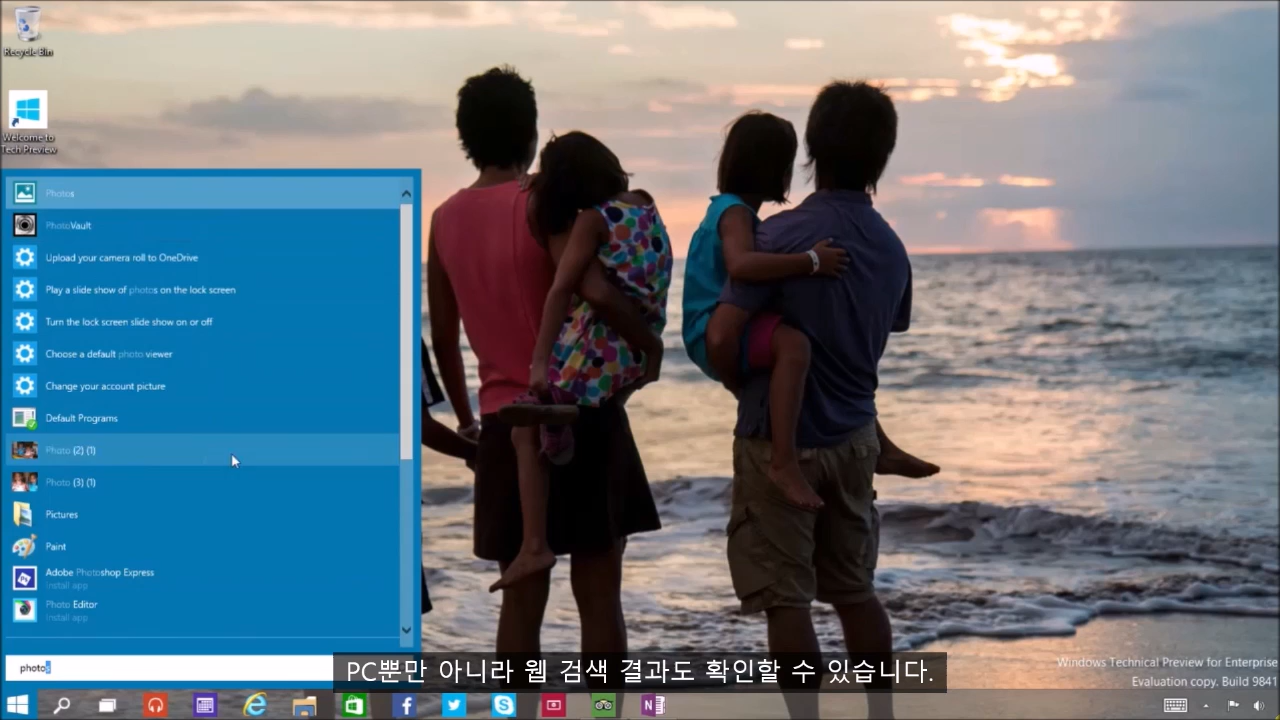 Recycle Bin
Welcome to
Tech Preview
Photos
PhotoVault
Upload your camera roll to OneDrive
Play a slide show of photos on the lock screen
Turn the lock screen slide show on or off
Choose a default photo viewer
Change your account picture
Default Programs
Photo (2) (1)
Photo (3) (1)
Pictures
Paint
Adobe Photoshop Express
Install app
Photo Editor
Install app
photos
PC뿐만 아니라 웹 검색 결과도 확인할 수 있습니다.
Windows Technical Preview for Enterprise
Evaluation copy. Build 9841